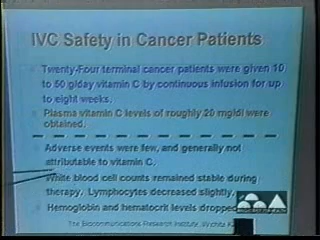 IVC Safety in Cancer Patients
Twenty-Four terminal cancer patients were given 10
to 50 g/day vitamin C by continuous infusion for up
to eight weeks.
Plasma vitamin C levels of roughly 20 mg/dl were
obtained.
Adverse events were few, and generally not
attributable to vitamin C.
White blood cell counts remained stable during
therapy. Lymphocytes decreased slightly.
Hemoglobin and hematocrit levels dropped
The Biocommunications Research Institute, Wichita